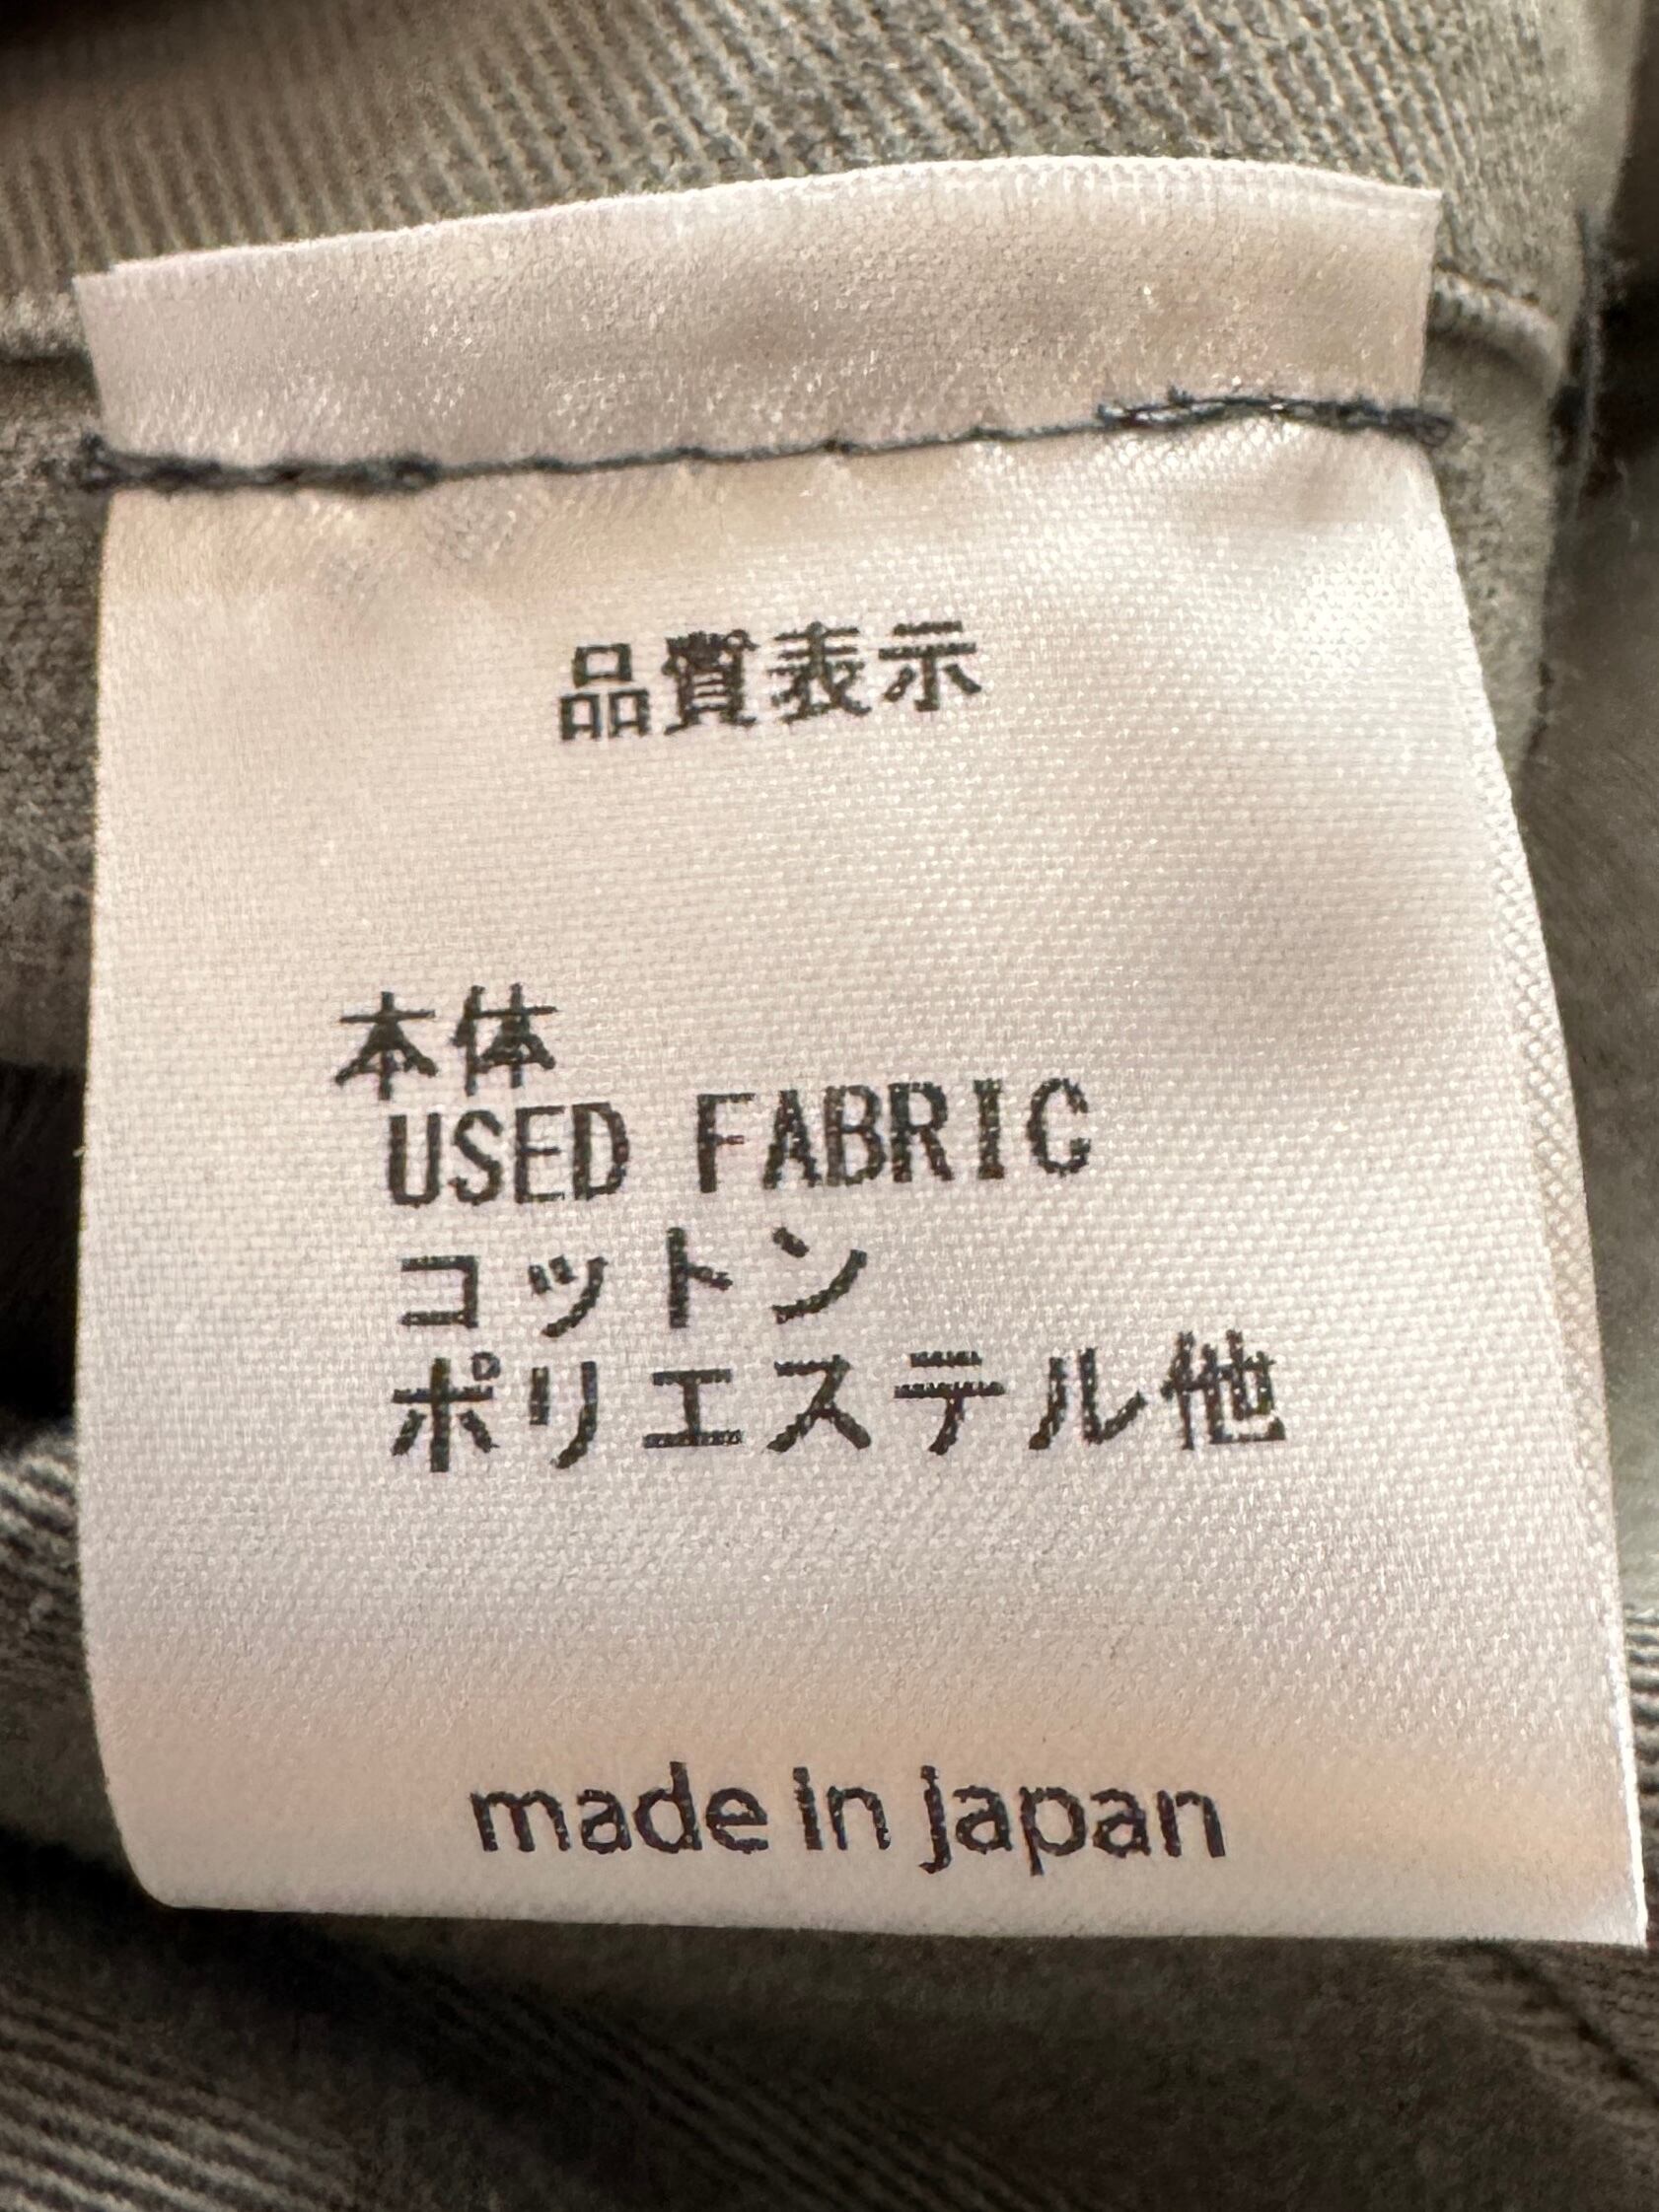 品質表示
本体
USED FABRIC
コットン
ポリエステル他
made in japan